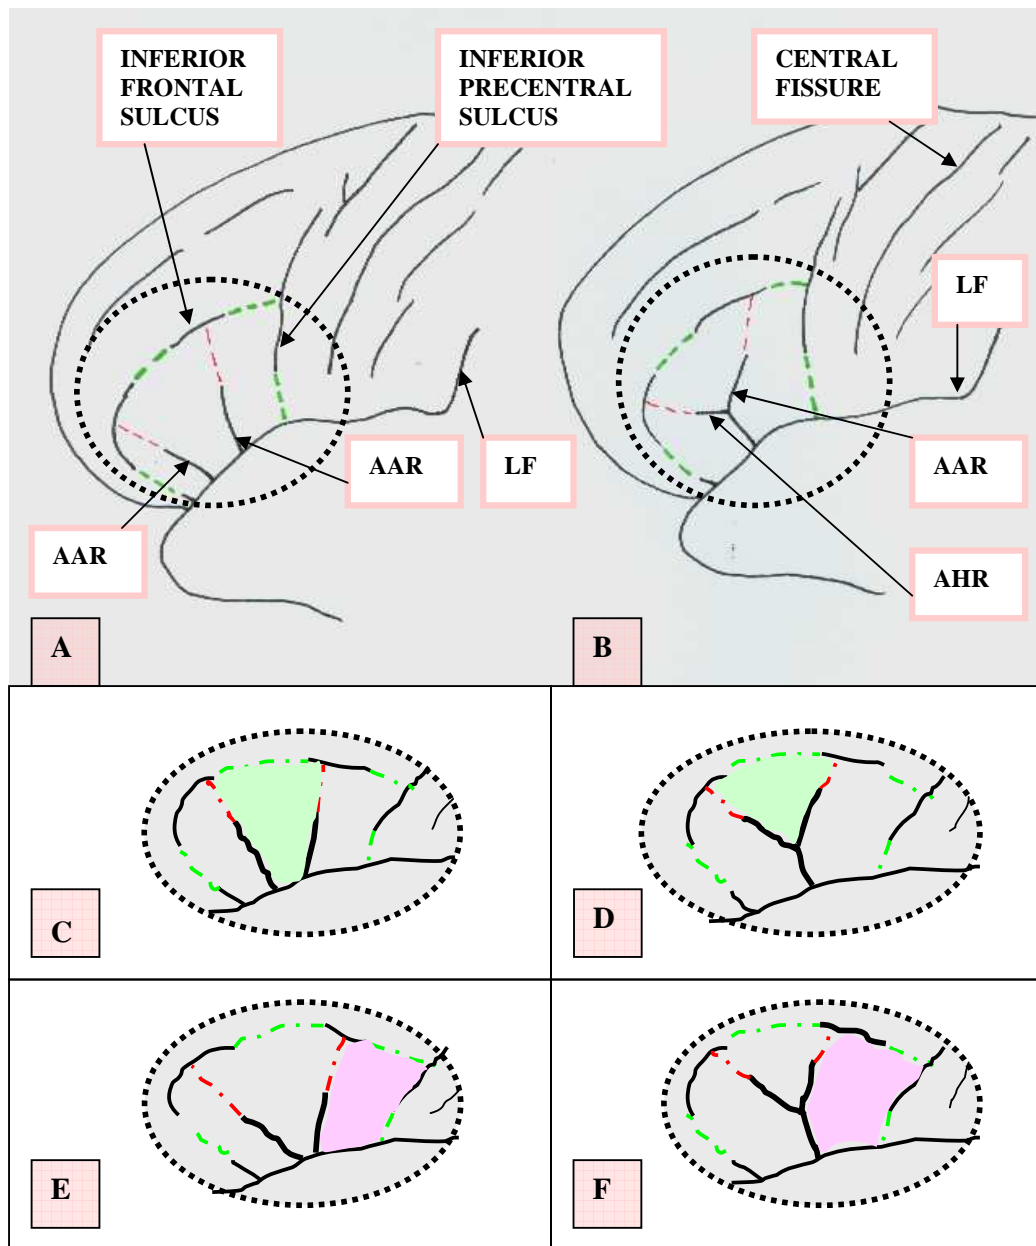 INFERIOR
FRONTAL
SULCUS
INFERIOR
PRECENTRAL
SULCUS
CENTRAL
FISSURE
LF
AAR
LF
AAR
AAR
AHR
A
B
C
D
E
F